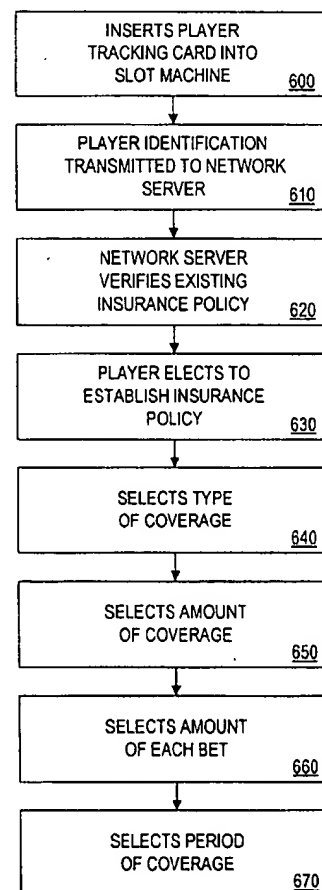 INSERTS PLAYER
TRACKING CARD INTO
SLOT MACHINE
600
PLAYER IDENTIFICATION
TRANSMITTED TO NETWORK
SERVER
610
NETWORK SERVER
VERIFIES EXISTING
INSURANCE POLICY
620
PLAYER ELECTS TO
ESTABLISH INSURANCE
POLICY
630
SELECTS TYPE
OF COVERAGE
640
SELECTS AMOUNT
OF COVERAGE
650
SELECTS AMOUNT
OF EACH BET
660
SELECTS PERIOD
OF COVERAGE
670